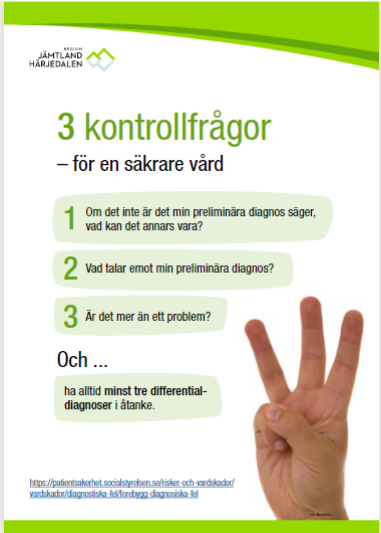 REGION
JÄMTLAND
HÄRJEDALEN
3 kontrollfrågor
– för en säkrare vård
1 Om det inte är det min preliminära diagnos säger,
vad kan det annars vara?
2 Vad talar emot min preliminära diagnos?
3 Är det mer än ett problem?
Och ...
ha alltid minst tre differential-
diagnoser i åtanke.
https://patientsakerhet.socialstyrelsen.se/risker-och-vardskador/
vardskador/diagnostiska-fel/forebygg-diagnosiska-fel